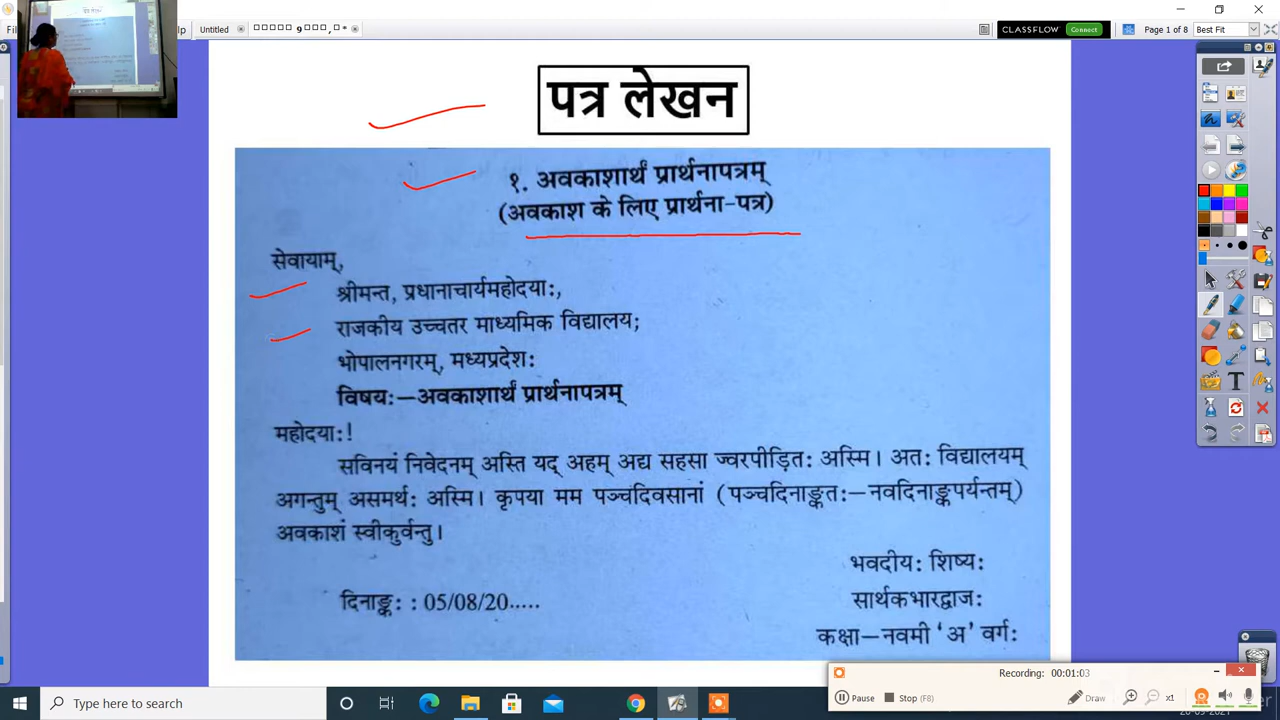 Untitled
CLASSFLOW Connect
Page 1 of 8
Best Fit
पत्र लेखन
१. अवकाशार्थं प्रार्थनापत्रम्
(अवकाश के लिए प्रार्थना-पत्र)
सेवायाम्,
श्रीमन्त, प्रधानाचार्यमहोदयाः,
राजकीय उच्चतर माध्यमिक विद्यालय;
भोपालनगरम्, मध्यप्रदेशः
विषयः—अवकाशार्थं प्रार्थनापत्रम्
महोदयाः!
सविनयं निवेदनम् अस्ति यद् अहम् अद्य सहसा ज्वरपीड़ितः अस्मि। अतः विद्यालयम्
अगन्तुम् असमर्थः अस्मि। कृपया मम पञ्चंदिवसानां (पञ्चदिनाङ्कतः—नवदिनाङ्कपर्यन्तम्)
अवकाशं स्वीकुर्वन्तु।
भवदीयः शिष्यः
दिनाङ्कः : 05/08/20.....
सार्थकभारद्वाजः
कक्षा—नवमी ‘अ’ वर्गः
Recording: 00:01:03
Pause
Stop (F8)
Draw
x1
Type here to search